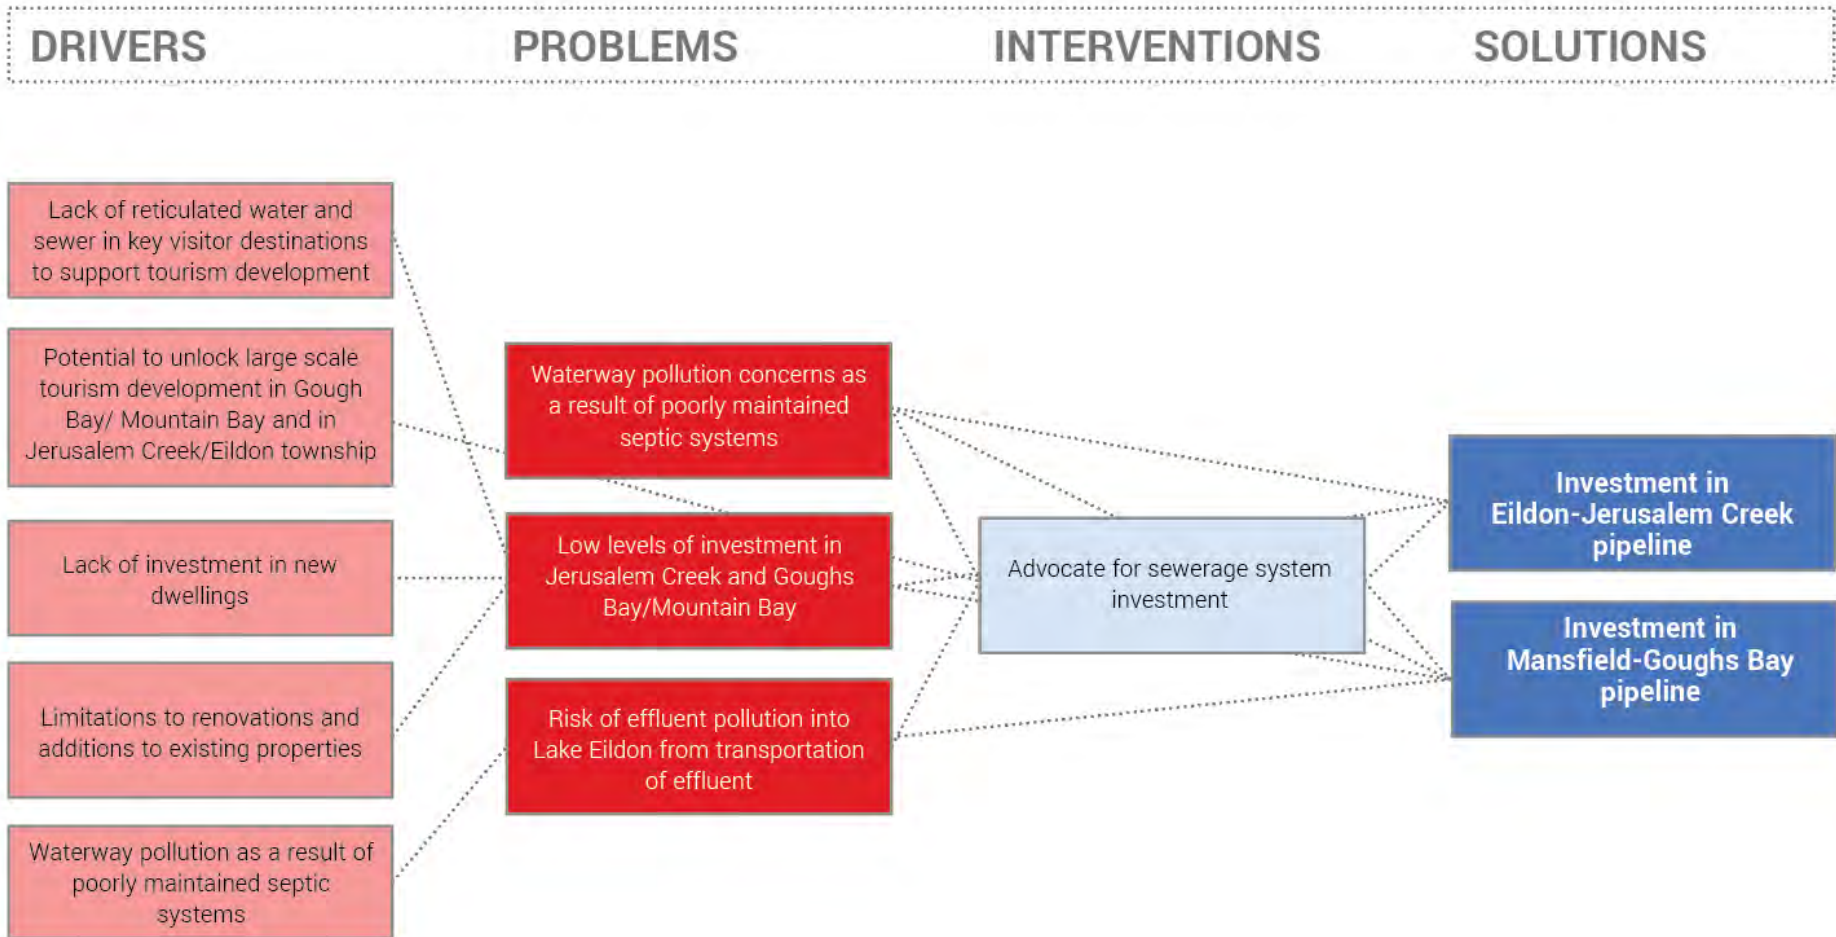 DRIVERS PROBLEMS INTERVENTIONS SOLUTIONS
Lack of reticulated water and
sewer in key visitor destinations
to support tourism development
Potential to unlock large scale
tourism development in Gough
Bay/ Mountain Bay and in
Jerusalem Creek/Eildon township
Lack of investment in new
dwellings
Limitations to renovations and
additions to existing properties
Waterway pollution as a result of
poorly maintained septic
systems
Waterway pollution concerns as
a result of poorly maintained
septic systems
Low levels of investment in
Jerusalem Creek and Goughs
Bay/Mountain Bay
Risk of effluent pollution into
Lake Eildon from transportation
of effluent
Advocate for sewerage system
investment
Investment in
Eildon-Jerusalem Creek
pipeline
Investment in
Mansfield-Goughs Bay
pipeline